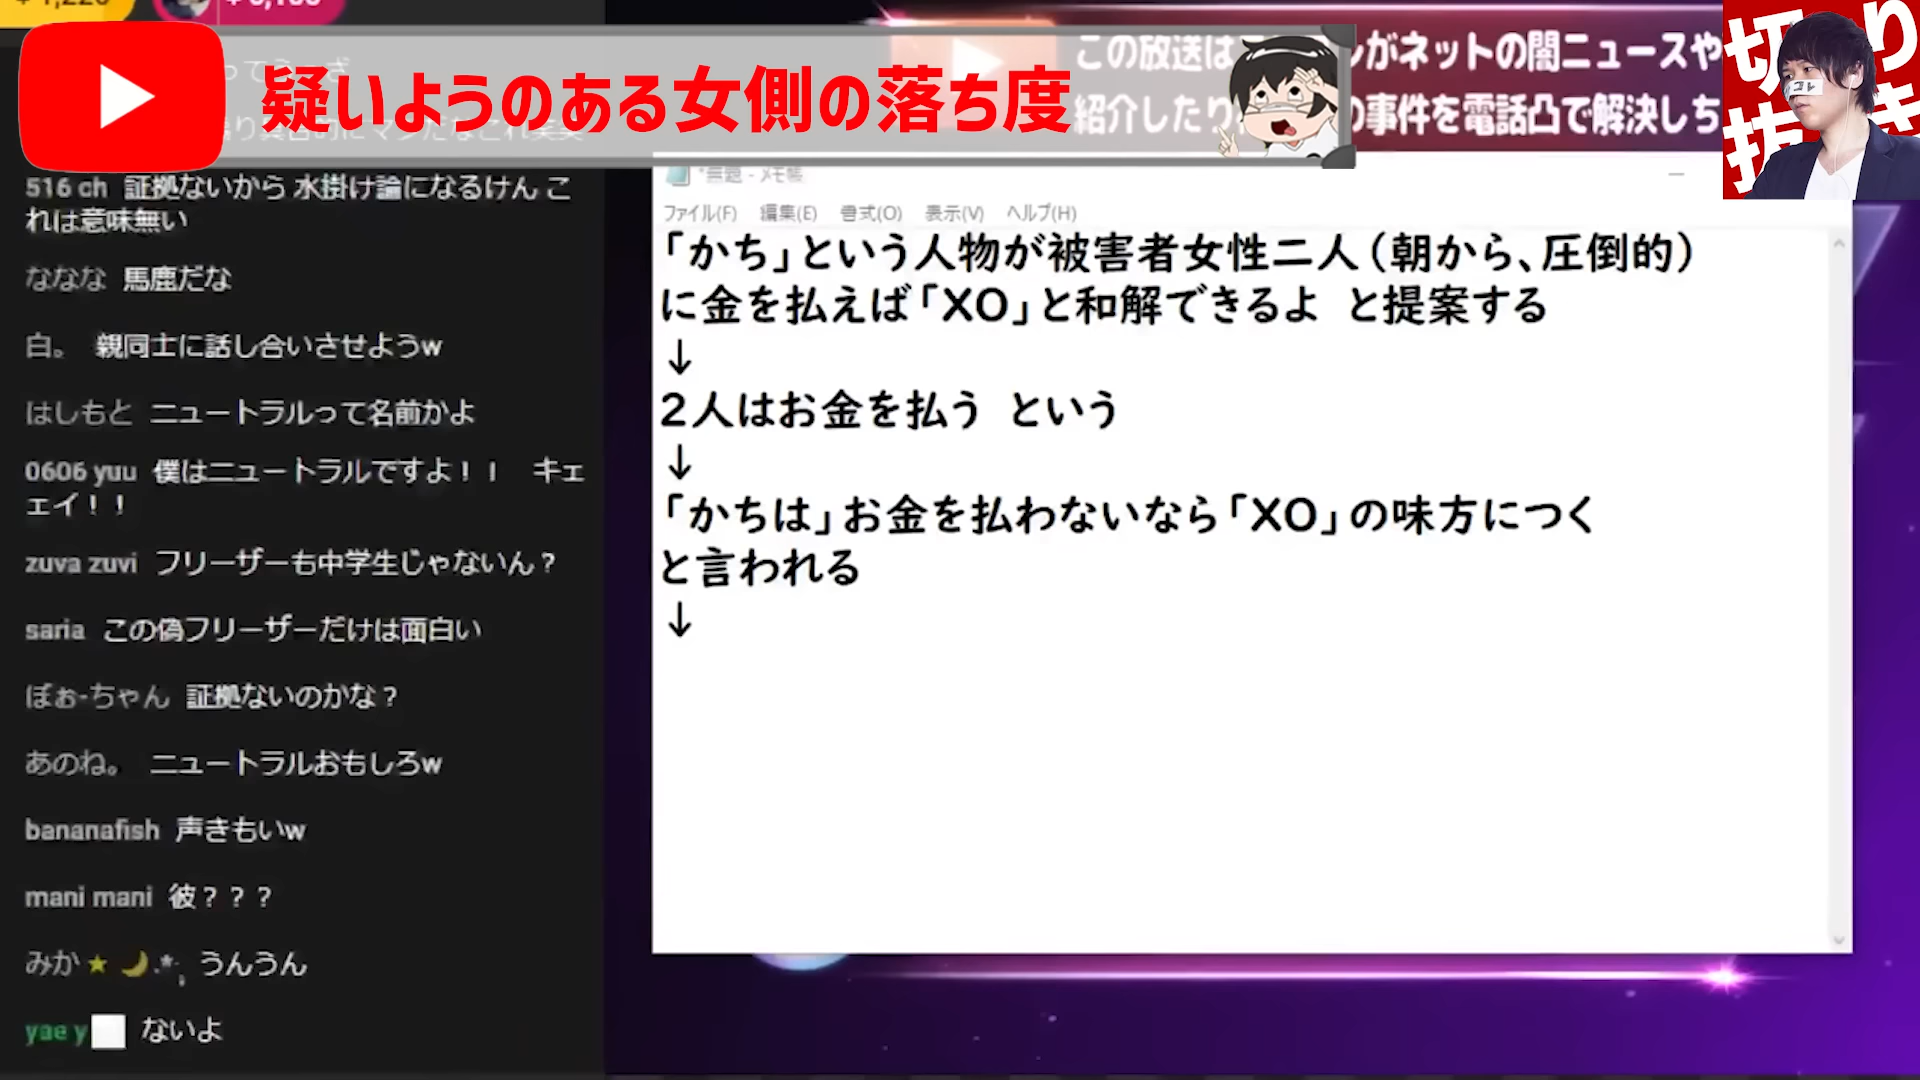 疑いようのある女側の落ち度
この放送は
がネットの闇ニュースや
紹介したり
の事件を電話凸で解決しち
切り抜き
コレ
516 ch 証拠ないから 水掛け論になるけん こ
れは意味無い
ななな 馬鹿だな
白。 親同士に話し合いさせようw
はしもと ニュートラルって名前かよ
0606 yuu 僕はニュートラルですよ！！ キェ
ェイ！！
zuva zuvi フリーザーも中学生じゃないん？
saria この偽フリーザーだけは面白い
ぼぉ-ちゃん 証拠ないのかな？
あのね。 ニュートラルおもしろw
bananafish 声きもいw
mani mani 彼？？？
みか★🌙.*·̩ うんうん
yae y ないよ
*無題 - メモ帳
ファイル(F) 編集(E) 書式(O) 表示(V) ヘルプ(H)
「かち」という人物が被害者女性二人（朝から、圧倒的）
に金を払えば「XO」と和解できるよ と提案する
↓
２人はお金を払う という
↓
「かちは」お金を払わないなら「XO」の味方につく
と言われる
↓